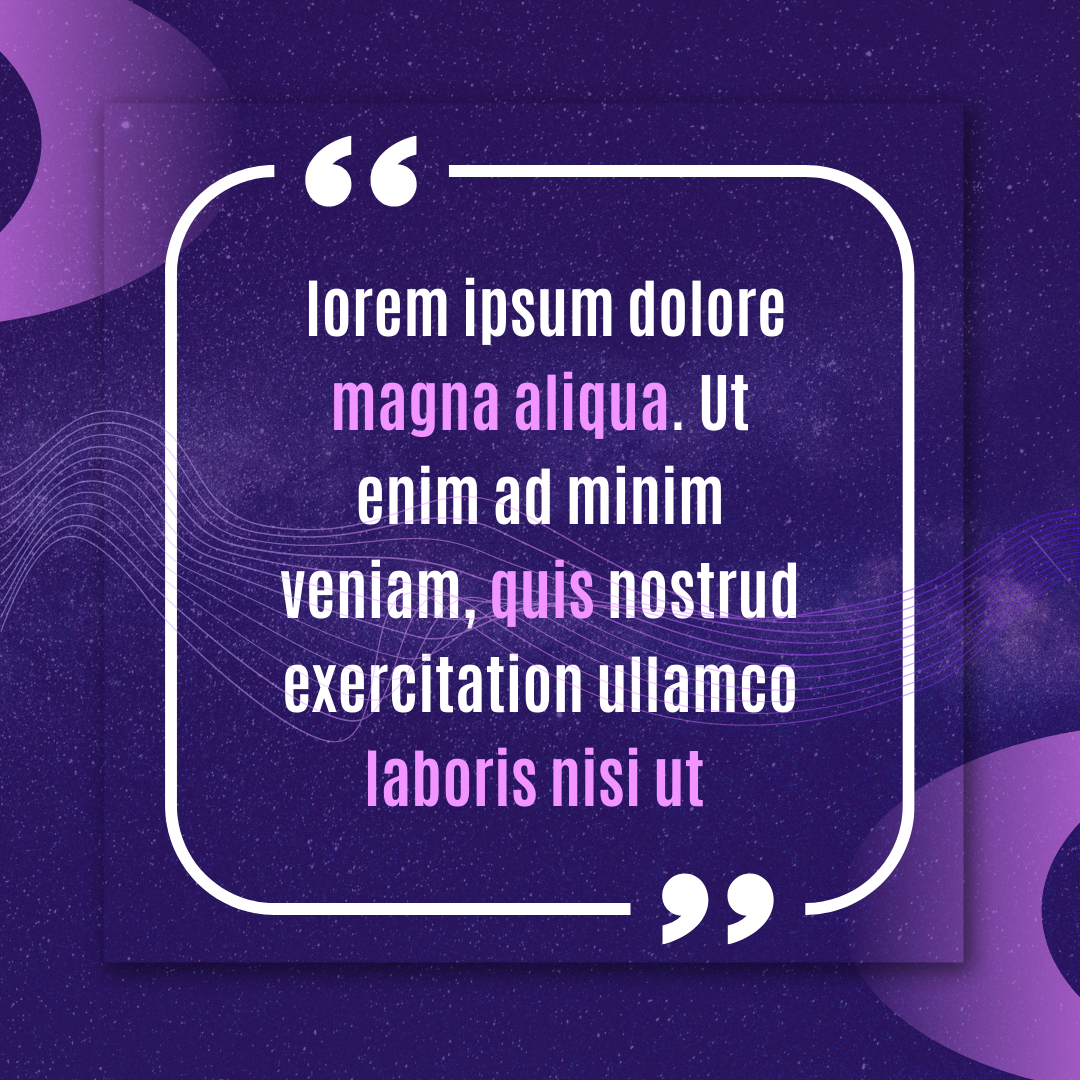 “
lorem ipsum dolore
magna aliqua. Ut
enim ad minim
veniam, quis nostrud
exercitation ullamco
laboris nisi ut
”